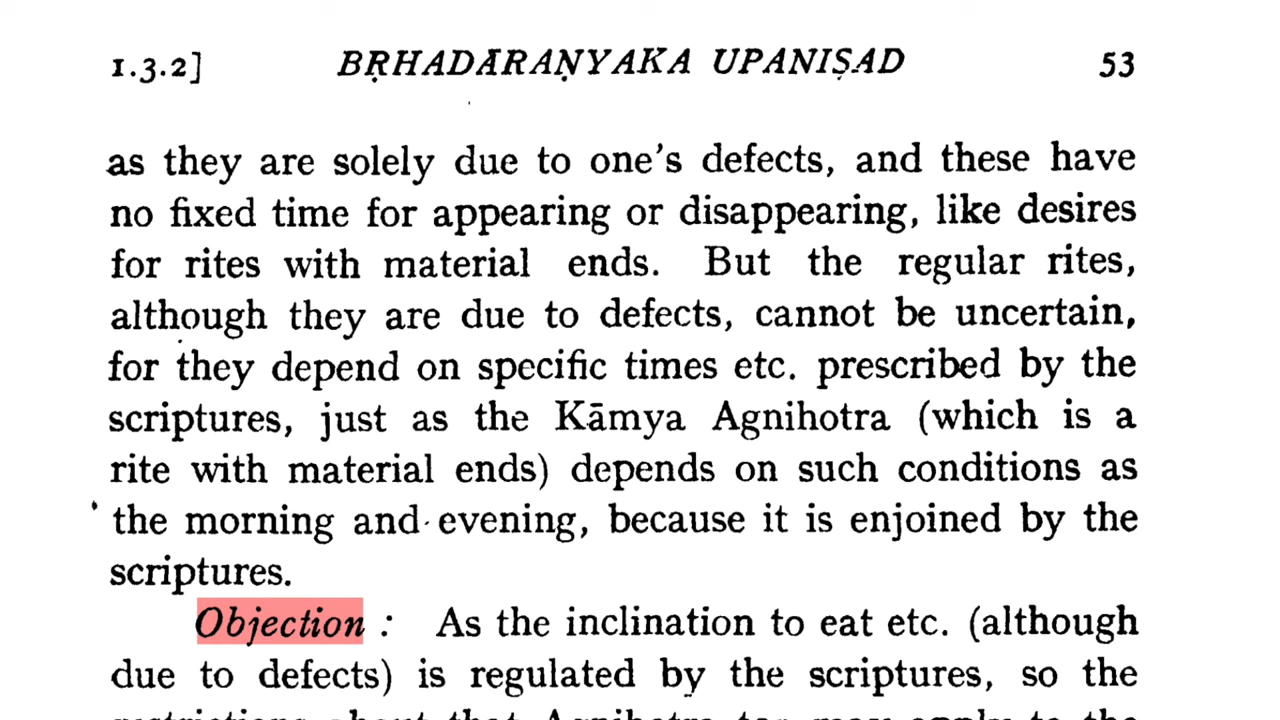 1.3.2] BṚHADĀRAṆYAKA UPANIṢAD 53
as they are solely due to one's defects, and these have
no fixed time for appearing or disappearing, like desires
for rites with material ends. But the regular rites,
although they are due to defects, cannot be uncertain,
for they depend on specific times etc. prescribed by the
scriptures, just as the Kāmya Agnihotra (which is a
rite with material ends) depends on such conditions as
the morning and evening, because it is enjoined by the
scriptures.
Objection : As the inclination to eat etc. (although
due to defects) is regulated by the scriptures, so the